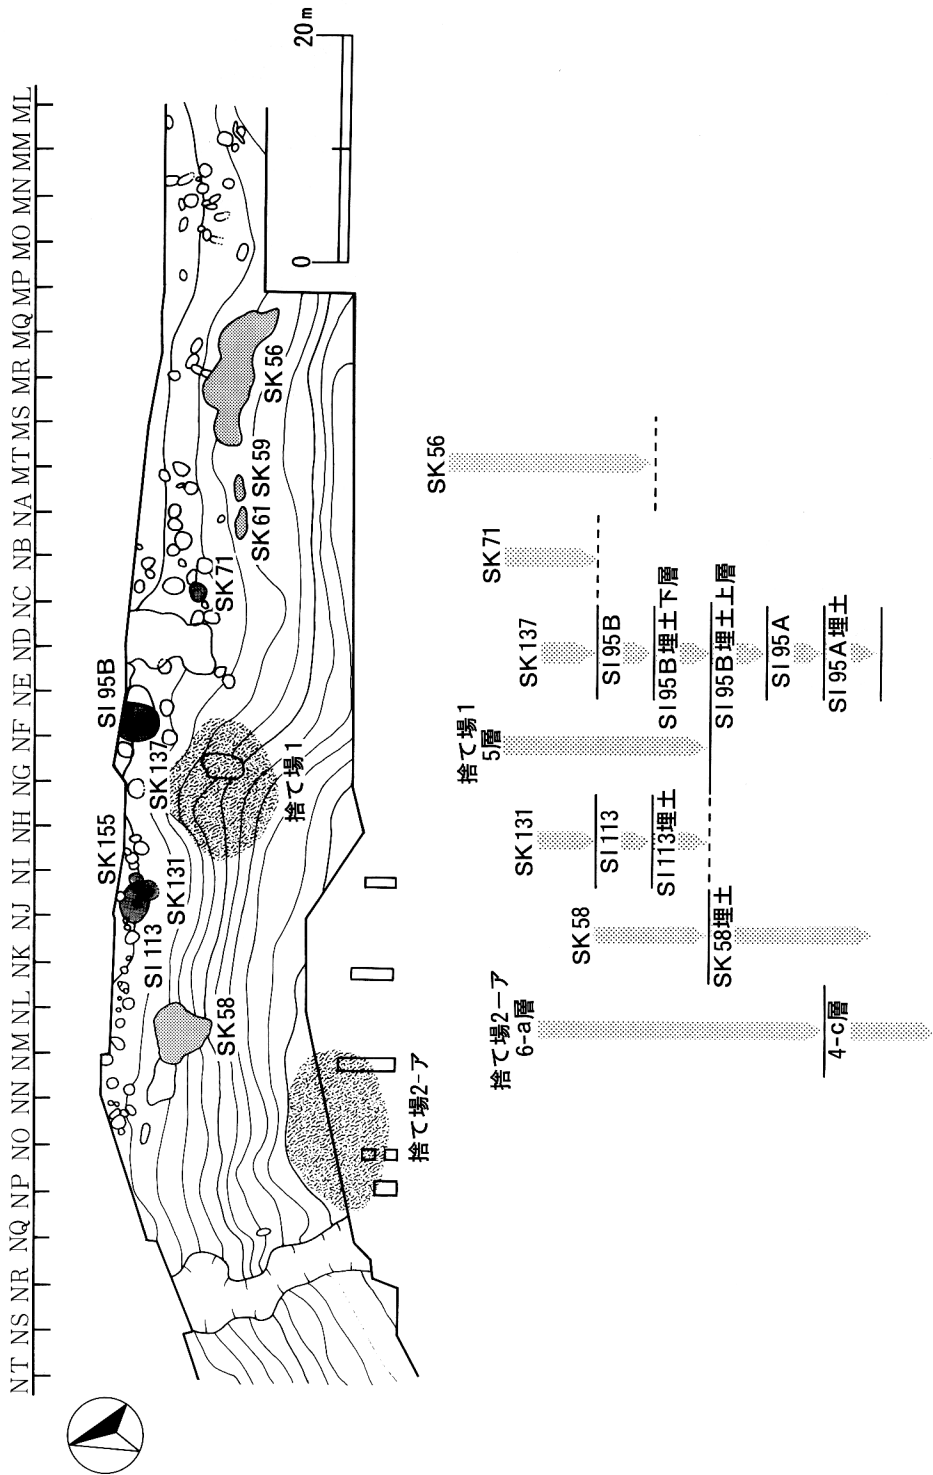 NT NS NR NQ NP NO NN NM NL NK NJ NI NH NG NF NE ND NC NB NA MT MS MR MQ MP MO MN MM ML
0 20m
SI95B
SK137
SK155
SK131
SI113
SK58
SK71
SK61 SK59
SK56
捨て場1
捨て場2-ア
捨て場2-ア
6-a層
4-c層
SK58
SK58埋土
SK131
SI113
SI113埋土
捨て場1
5層
SK137
SI95B
SI95B埋土下層
SI95B埋土上層
SI95A
SI95A埋土
SK71
SK56